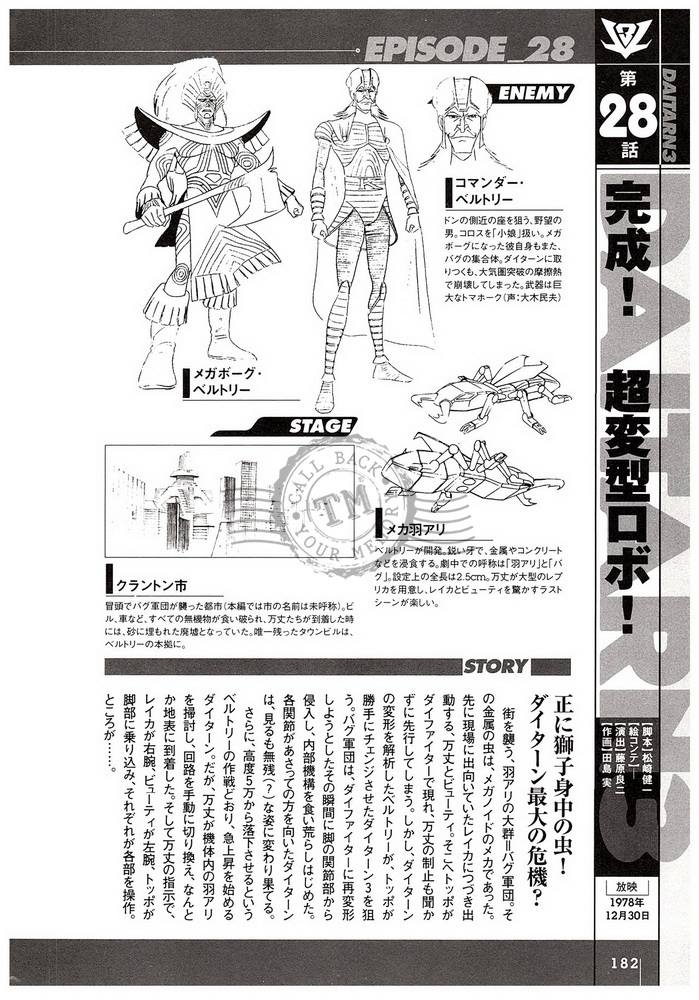 EPISODE_28
DAITARN3
第
28
話
完成! 超変型ロボ!
DAITARN3
【脚本】松崎健一
【絵コンテ】―
【演出】藤原良二
【作画】田島 実
放映
1978年
12月30日
182
ENEMY
コマンダー・
ベルトリー
ドンの側近の座を狙う、野望の
男。コロスを「小娘」扱い。メガ
ボーグになった彼自身もまた、
バグの集合体。ダイターンに取
りつくも、大気圏突破の摩擦熱
で崩壊してしまった。武器は巨
大なトマホーク(声:大木民夫)
メガボーグ・
ベルトリー
STAGE
クラントン市
冒頭でバグ軍団が襲った都市(本編では市の名前は未呼称)。ビ
ル、車など、すべての無機物が食い破られ、万丈たちが到着した時
には、砂に埋もれた廃墟となっていた。唯一残ったタウンビルは、
ベルトリーの本拠に。
メカ羽アリ
ベルトリーが開発。鋭い牙で、金属やコンクリート
などを浸食する。劇中での呼称は「羽アリ」と「バ
グ」。設定上の全長は2.5cm。万丈が大型のレプ
リカを用意し、レイカとビューティを驚かすラスト
シーンが楽しい。
CALL BACK
TM
YOUR MEMORY
STORY
正に獅子身中の虫!
ダイターン最大の危機?
街を襲う、羽アリの大群=バグ軍団。そ
の金属の虫は、メガノイドのメカであった。
先に現場に出向いていたレイカにつづき出
動する、万丈とビューティ。そこへトッポが
ダイファイターで現れ、万丈の制止も聞か
ずに先行してしまう。しかし、ダイターン
の変形を解析したベルトリーが、トッポが
勝手にチェンジさせたダイターン3を狙
う。バグ軍団は、ダイファイターに再変形
しようとしたその瞬間に脚の関節部から
侵入し、内部機構を食い荒らしはじめた。
各関節があさっての方を向いたダイターン
は、見るも無残(?)な姿に変わり果てる。
さらに、高度5万から落下させるという
ベルトリーの作戦どおり、急上昇を始める
ダイターン。だが、万丈が機体内の羽アリ
を掃討し、回路を手動に切り換え、なんと
か地表に到着した。そして万丈の指示で、
レイカが右腕、ビューティが左腕、トッポが
脚部に乗り込み、それぞれが各部を操作。
ところが……。